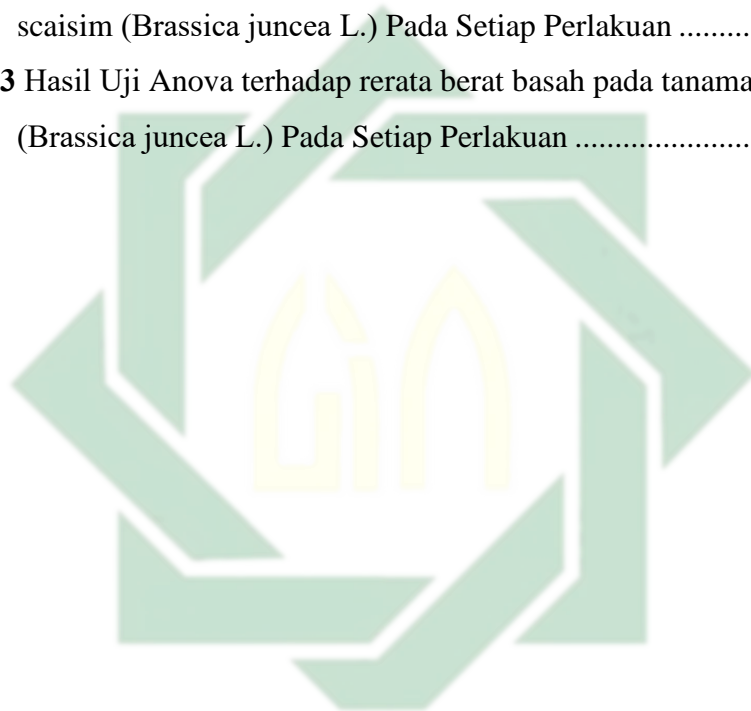 scaisim (Brassica juncea L.) Pada Setiap Perlakuan .........
3 Hasil Uji Anova terhadap rerata berat basah pada tanama
(Brassica juncea L.) Pada Setiap Perlakuan ......................
UIN